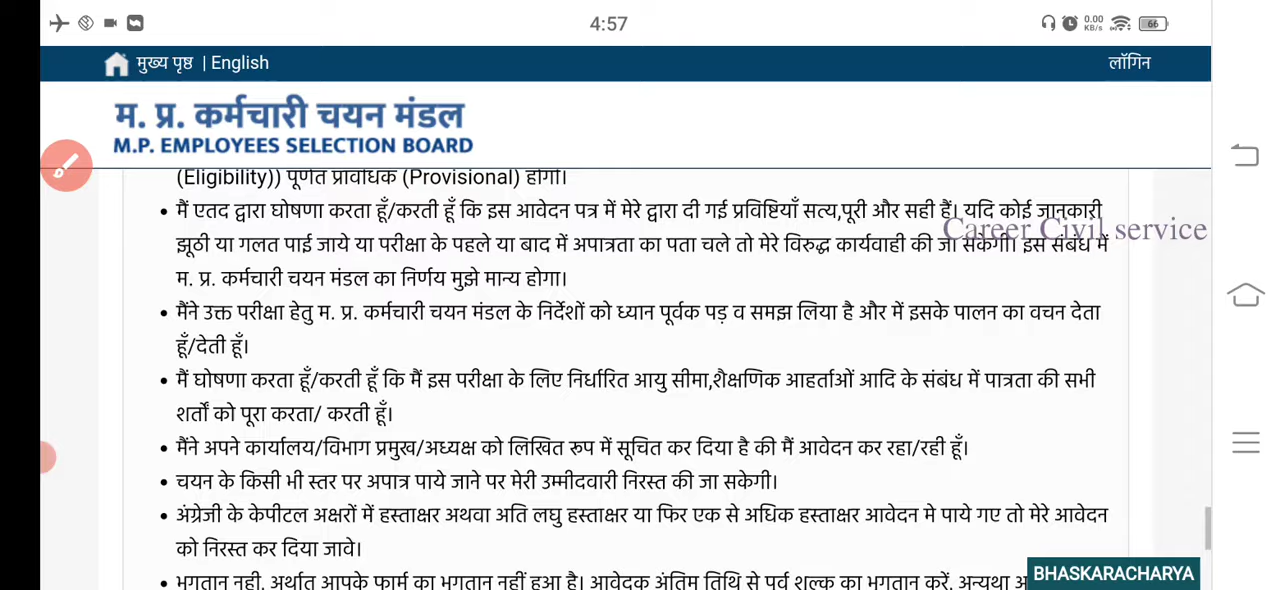 4:57
0.00
KB/s
66
मुख्य पृष्ठ | English
लॉगिन
म. प्र. कर्मचारी चयन मंडल
M.P. EMPLOYEES SELECTION BOARD
(Eligibility)) पूर्णत प्रावधिक (Provisional) होगी।
• मैं एतद द्वारा घोषणा करता हूँ/करती हूँ कि इस आवेदन पत्र में मेरे द्वारा दी गई प्रविष्टियाँ सत्य,पूरी और सही हैं। यदि कोई जानकारी
Career Civil service
झूठी या गलत पाई जाये या परीक्षा के पहले या बाद में अपात्रता का पता चले तो मेरे विरुद्ध कार्यवाही की जा सकेगी। इस संबंध में
म. प्र. कर्मचारी चयन मंडल का निर्णय मुझे मान्य होगा।
• मैंने उक्त परीक्षा हेतु म. प्र. कर्मचारी चयन मंडल के निर्देशों को ध्यान पूर्वक पड़ व समझ लिया है और में इसके पालन का वचन देता
हूँ/देती हूँ।
• मैं घोषणा करता हूँ/करती हूँ कि मैं इस परीक्षा के लिए निर्धारित आयु सीमा,शैक्षणिक आहर्ताओं आदि के संबंध में पात्रता की सभी
शर्तों को पूरा करता/ करती हूँ।
• मैंने अपने कार्यालय/विभाग प्रमुख/अध्यक्ष को लिखित रूप में सूचित कर दिया है की मैं आवेदन कर रहा/रही हूँ।
• चयन के किसी भी स्तर पर अपात्र पाये जाने पर मेरी उम्मीदवारी निरस्त की जा सकेगी।
• अंग्रेजी के केपीटल अक्षरों में हस्ताक्षर अथवा अति लघु हस्ताक्षर या फिर एक से अधिक हस्ताक्षर आवेदन मे पाये गए तो मेरे आवेदन
को निरस्त कर दिया जावे।
• भुगतान नही, अर्थात आपके फार्म का भुगतान नहीं हुआ है। आवेदक अंतिम तिथि से पूर्व शुल्क का भुगतान करें, अन्यथा
BHASKARACHARYA